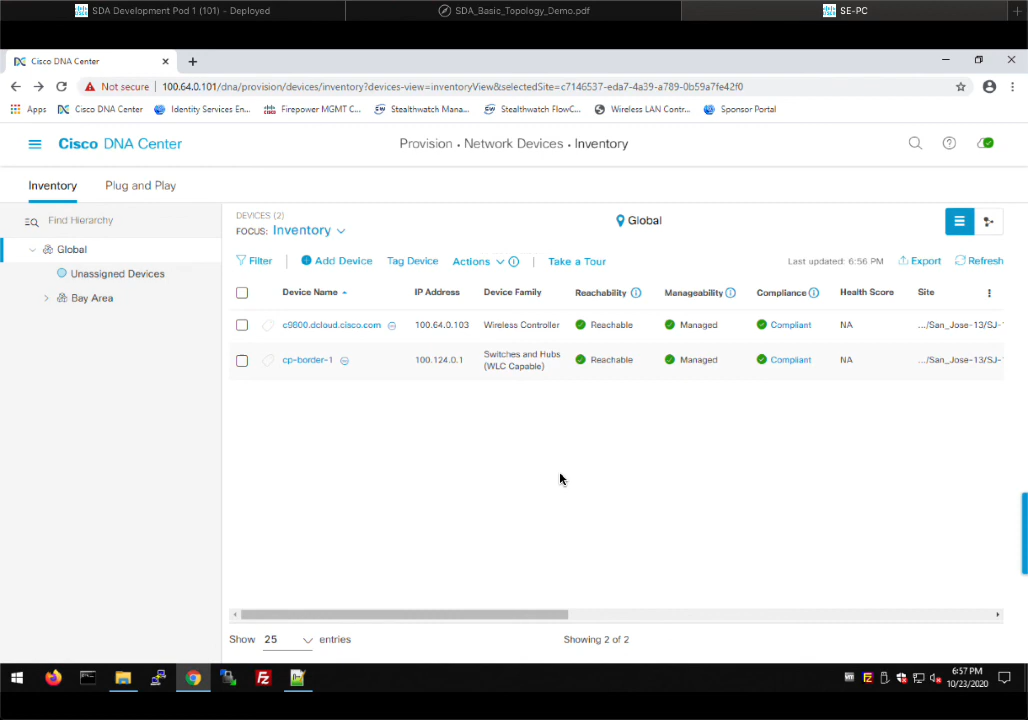 SDA Development Pod 1 (101) - Deployed
SDA_Basic_Topology_Demo.pdf
SE-PC
Cisco DNA Center
Not secure
100.64.0.101/dna/provision/devices/inventory?devices-view=inventoryView&selectedSite=c7146537-eda7-4a39-a789-0b59a7fe42f0
Apps
Cisco DNA Center
Identity Services En...
Firepower MGMT C...
Stealthwatch Mana...
Stealthwatch FlowC...
Wireless LAN Contr...
Sponsor Portal
Cisco DNA Center
Provision • Network Devices • Inventory
Inventory
Plug and Play
Find Hierarchy
Global
Unassigned Devices
Bay Area
DEVICES (2)
FOCUS: Inventory
Global
Filter
Add Device
Tag Device
Actions
Take a Tour
Last updated: 6:56 PM
Export
Refresh
Device Name
IP Address
Device Family
Reachability
Manageability
Compliance
Health Score
Site
c9800.dcloud.cisco.com
100.64.0.103
Wireless Controller
Reachable
Managed
Compliant
NA
.../San_Jose-13/SJ-
cp-border-1
100.124.0.1
Switches and Hubs
(WLC Capable)
Reachable
Managed
Compliant
NA
.../San_Jose-13/SJ-
Show 25 entries
Showing 2 of 2
6:57 PM
10/23/2020